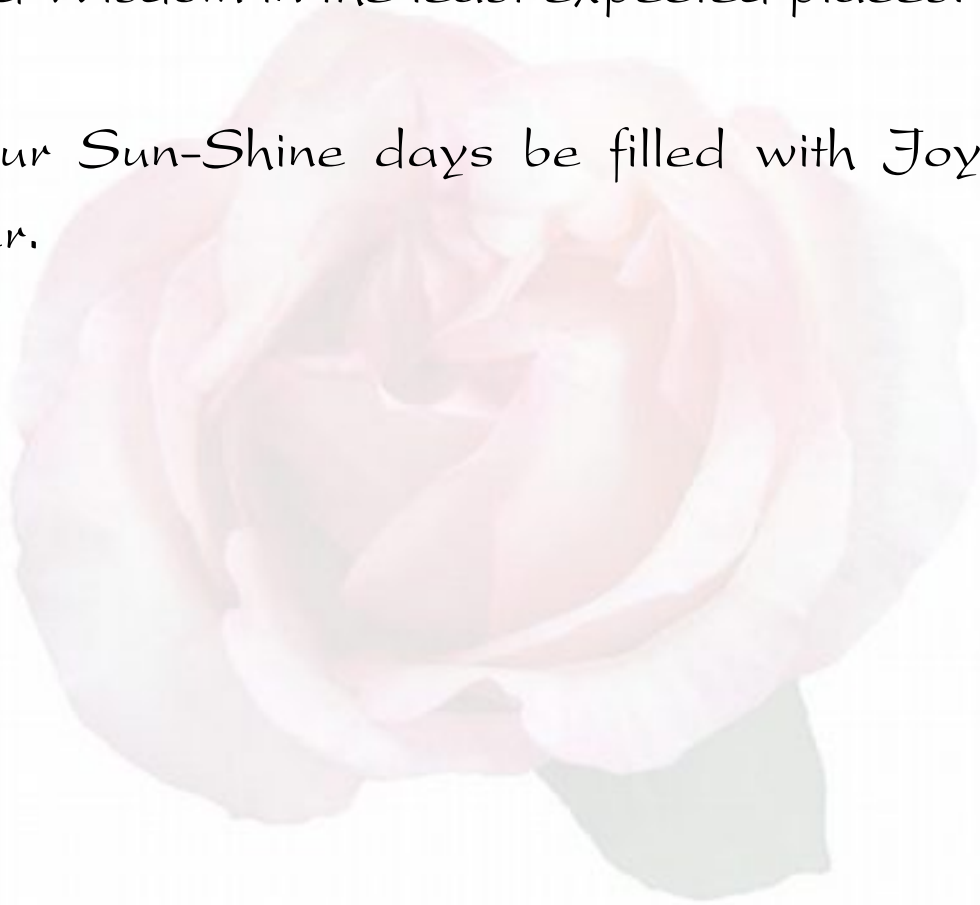 Wisdom in the least expected places.
ur Sun-Shine days be filled with Joy
r.